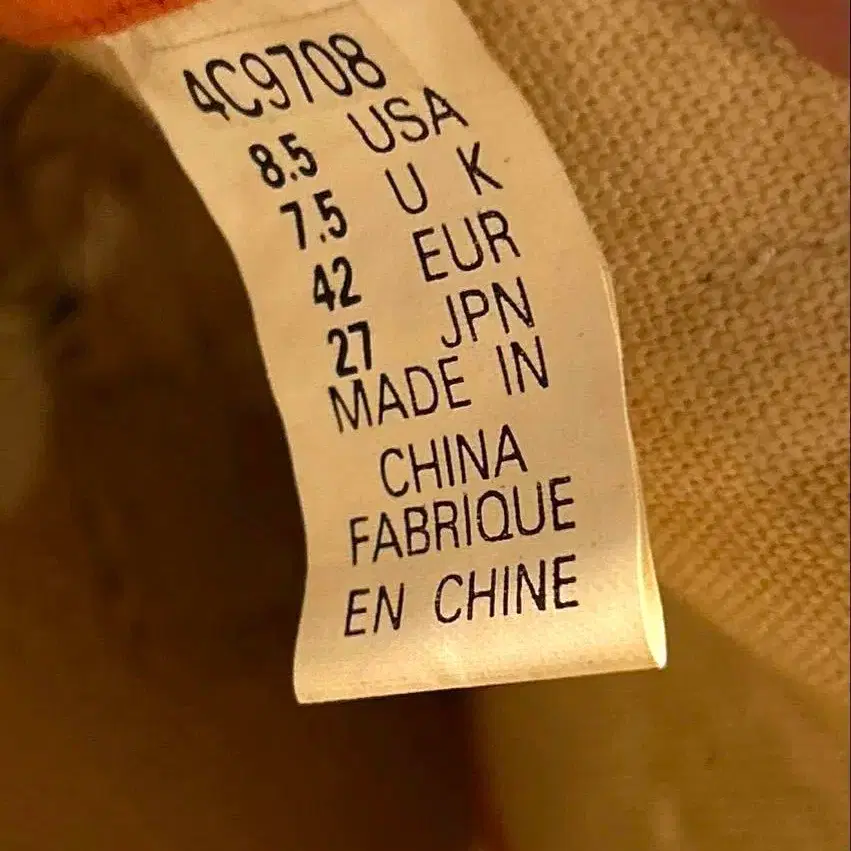 4C9708
8.5 USA
7.5 U K
42 EUR
27 JPN
MADE IN
CHINA
FABRIQUE
EN CHINE